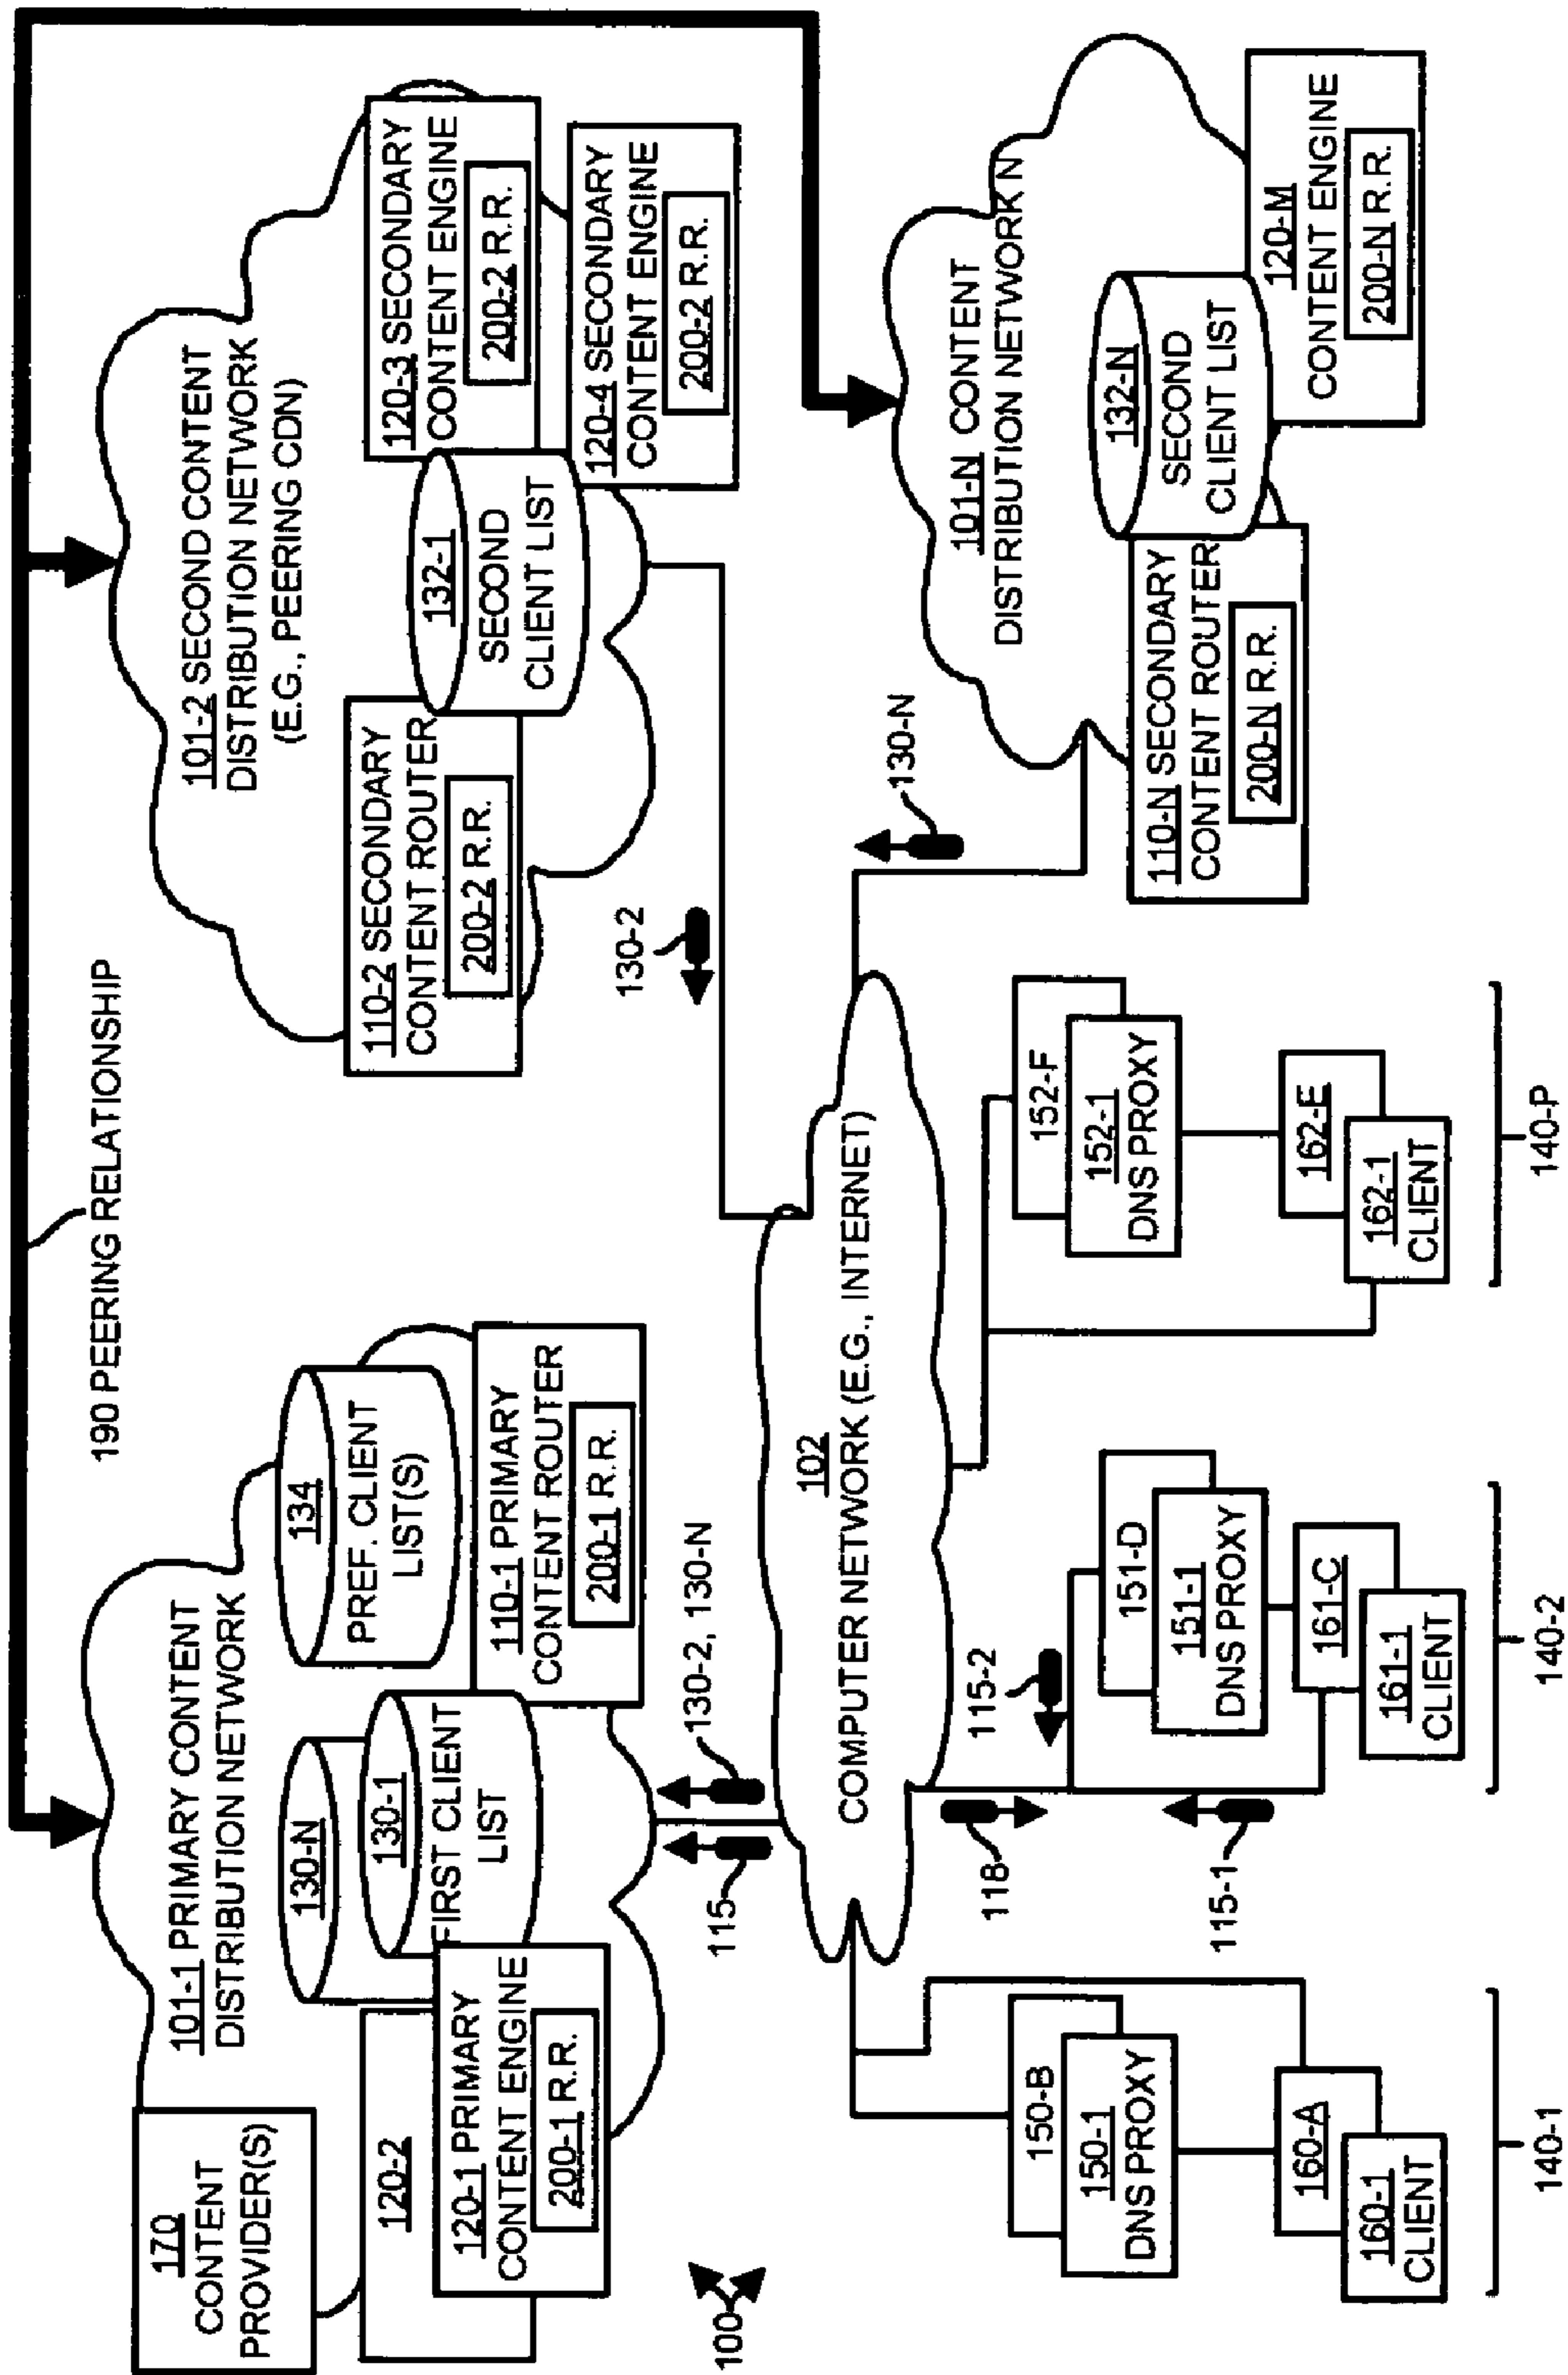 190 PEERING RELATIONSHIP
170
CONTENT
PROVIDER(S)
101-1 PRIMARY CONTENT
DISTRIBUTION NETWORK
120-2
120-1 PRIMARY
CONTENT ENGINE
200-1 R.R.
130-N
130-1
FIRST CLIENT
LIST
134
PREF. CLIENT
LIST(S)
110-1 PRIMARY
CONTENT ROUTER
200-1 R.R.
101-2 SECOND CONTENT
DISTRIBUTION NETWORK
(E.G., PEERING CDN)
110-2 SECONDARY
CONTENT ROUTER
200-2 R.R.
132-1
SECOND
CLIENT LIST
120-3 SECONDARY
CONTENT ENGINE
200-2 R.R.
120-4 SECONDARY
CONTENT ENGINE
200-2 R.R.
100
115
130-2, 130-N
130-2
102
COMPUTER NETWORK (E.G., INTERNET)
130-N
101-N CONTENT
DISTRIBUTION NETWORK N
110-N SECONDARY
CONTENT ROUTER
200-N R.R.
132-N
SECOND
CLIENT LIST
120-M
CONTENT ENGINE
200-N R.R.
118
115-1
115-2
150-B
150-1
DNS PROXY
160-A
160-1
CLIENT
140-1
151-D
151-1
DNS PROXY
161-C
161-1
CLIENT
140-2
152-F
152-1
DNS PROXY
162-E
162-1
CLIENT
140-P